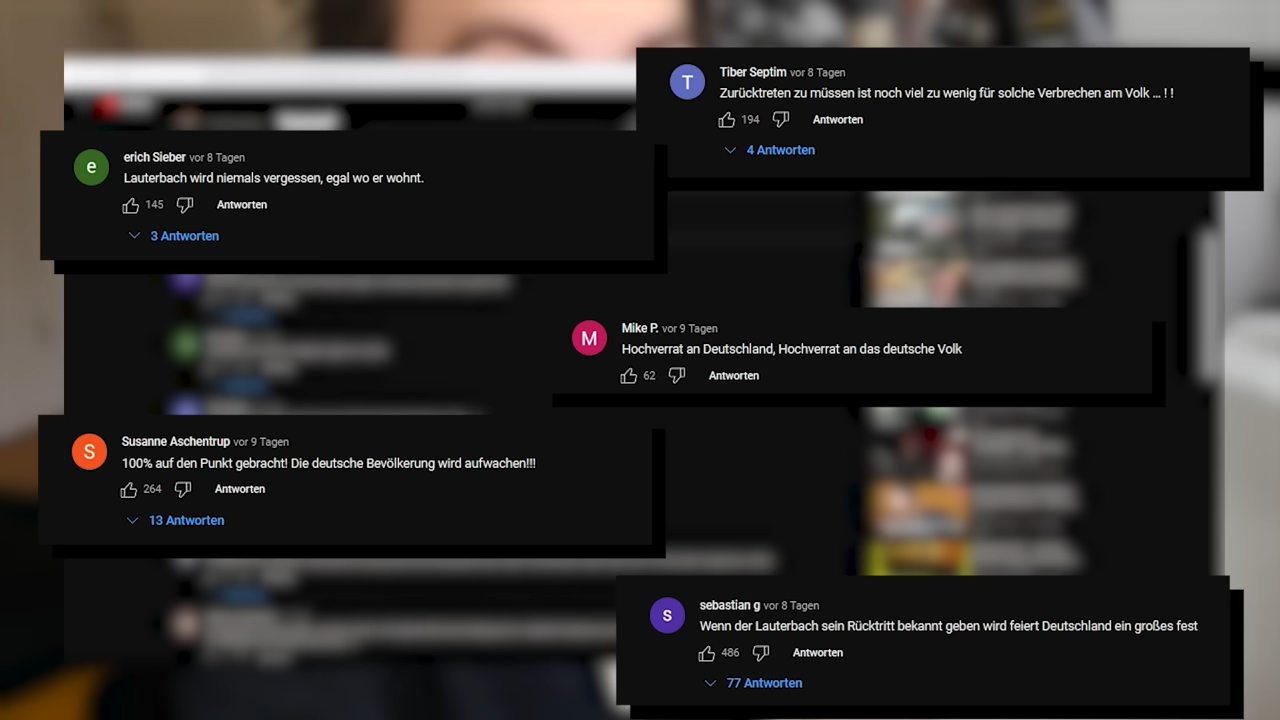 Tiber Septim vor 8 Tagen
Zurücktreten zu müssen ist noch viel zu wenig für solche Verbrechen am Volk ... ! !
194 Antworten
4 Antworten
erich Sieber vor 8 Tagen
Lauterbach wird niemals vergessen, egal wo er wohnt.
145 Antworten
3 Antworten
Mike P. vor 9 Tagen
Hochverrat an Deutschland, Hochverrat an das deutsche Volk
62 Antworten
Susanne Aschentrup vor 9 Tagen
100% auf den Punkt gebracht! Die deutsche Bevölkerung wird aufwachen!!!
264 Antworten
13 Antworten
sebastian g vor 8 Tagen
Wenn der Lauterbach sein Rücktritt bekannt geben wird feiert Deutschland ein großes fest
486 Antworten
77 Antworten
T
e
M
S
s